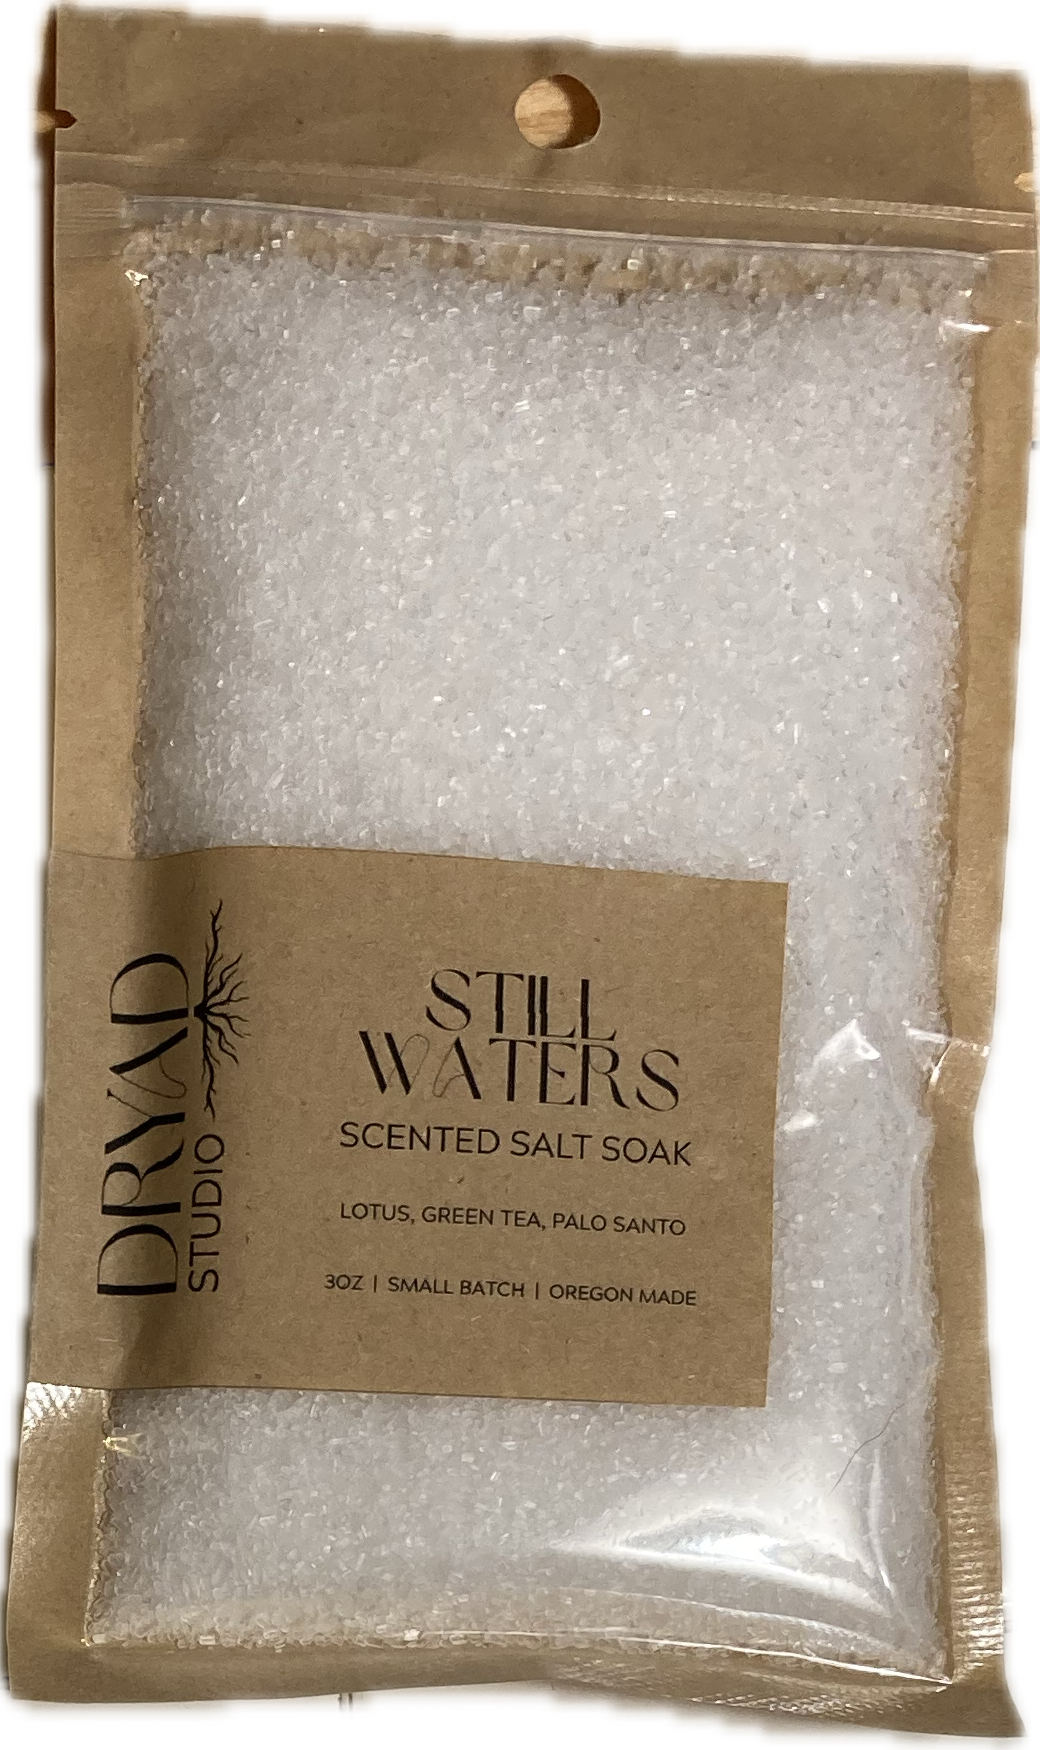 DRYAD
STUDIO
STILL
WATERS
SCENTED SALT SOAK
LOTUS, GREEN TEA, PALO SANTO
3OZ | SMALL BATCH | OREGON MADE